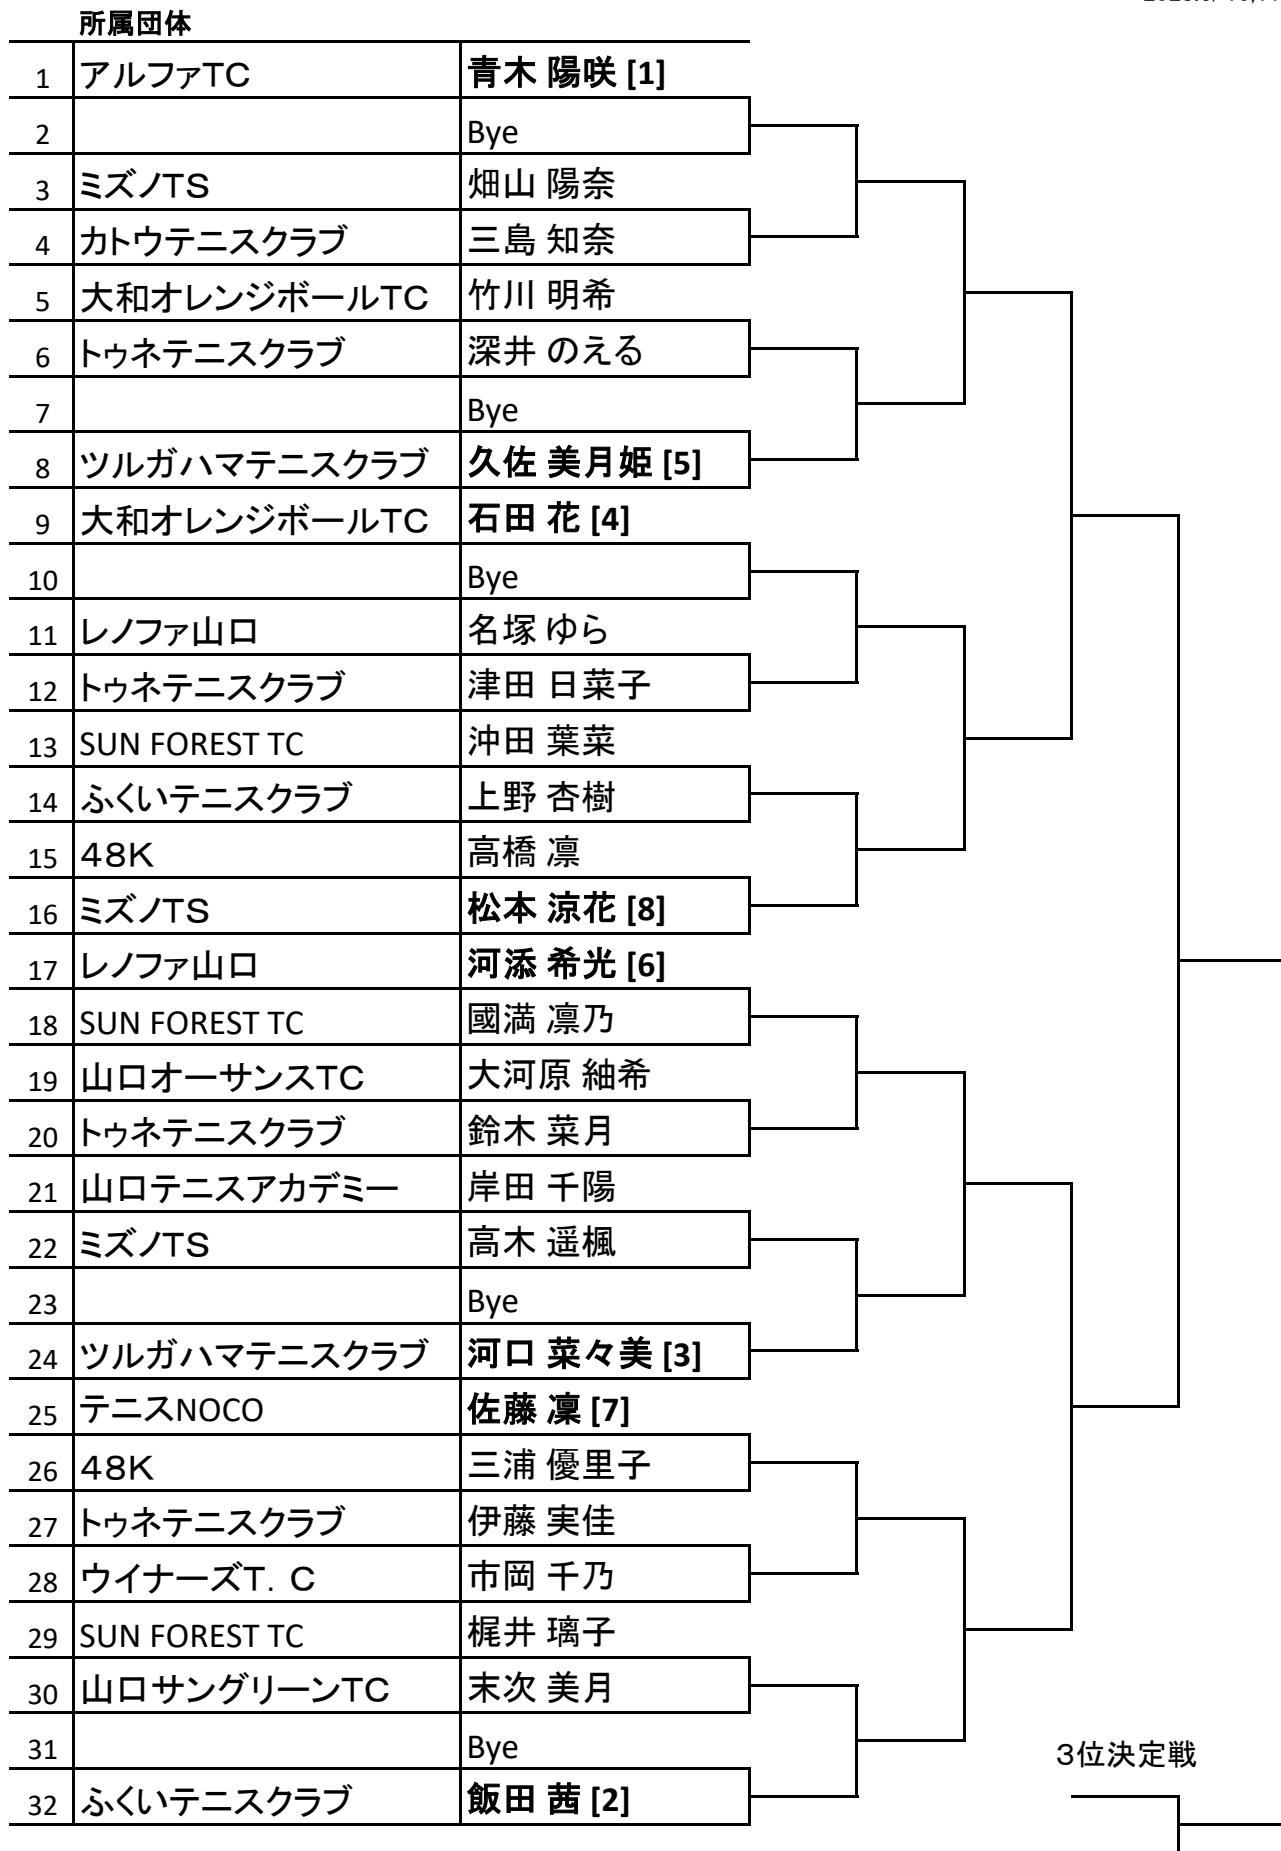 所属団体
1 アルファTC 青木 陽咲 [1]
2 Bye
3 ミズノTS 畑山 陽奈
4 カトウテニスクラブ 三島 知奈
5 大和オレンジボールTC 竹川 明希
6 トゥネテニスクラブ 深井 のえる
7 Bye
8 ツルガハマテニスクラブ 久佐 美月姫 [5]
9 大和オレンジボールTC 石田 花 [4]
10 Bye
11 レノファ山口 名塚 ゆら
12 トゥネテニスクラブ 津田 日菜子
13 SUN FOREST TC 沖田 葉菜
14 ふくいテニスクラブ 上野 杏樹
15 48K 高橋 凛
16 ミズノTS 松本 涼花 [8]
17 レノファ山口 河添 希光 [6]
18 SUN FOREST TC 國満 凛乃
19 山口オーサンスTC 大河原 紬希
20 トゥネテニスクラブ 鈴木 菜月
21 山口テニスアカデミー 岸田 千陽
22 ミズノTS 高木 遥楓
23 Bye
24 ツルガハマテニスクラブ 河口 菜々美 [3]
25 テニスNOCO 佐藤 凜 [7]
26 48K 三浦 優里子
27 トゥネテニスクラブ 伊藤 実佳
28 ウイナーズT．C 市岡 千乃
29 SUN FOREST TC 梶井 璃子
30 山口サングリーンTC 末次 美月
31 Bye
3位決定戦
32 ふくいテニスクラブ 飯田 茜 [2]